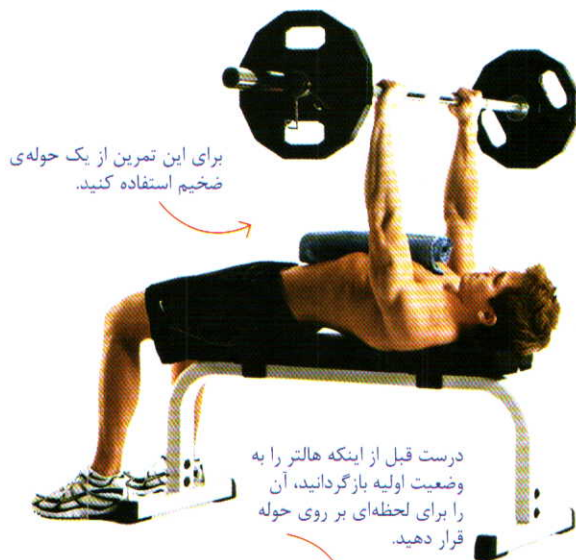 برای این تمرین از یک حوله‌ی
ضخیم استفاده کنید.
درست قبل از اینکه هالتر را به
وضعیت اولیه بازگردانید، آن
را برای لحظه‌ای بر روی حوله
قرار دهید.